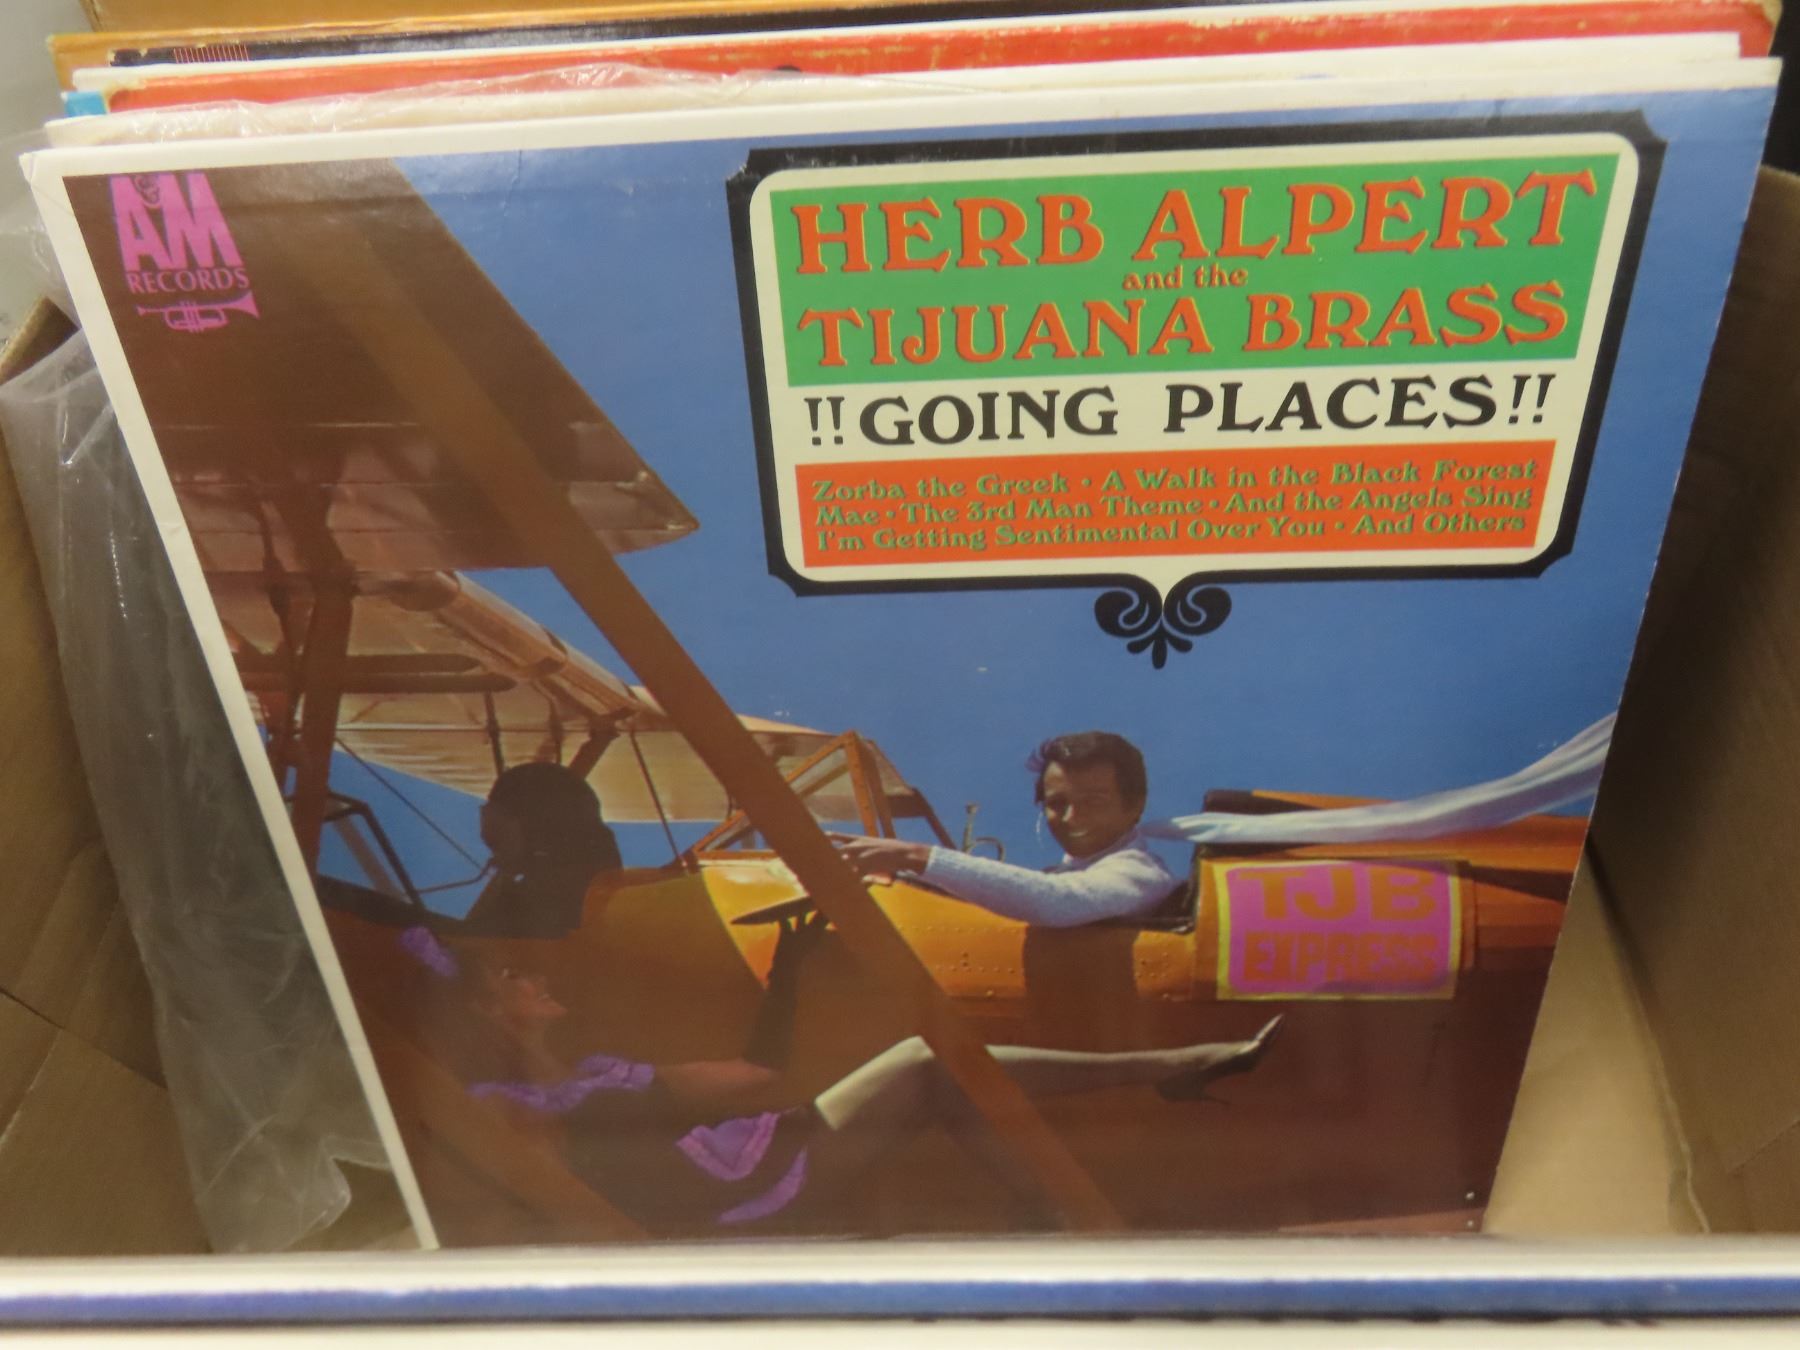 A&M
RECORDS
HERB ALPERT
and the
TIJUANA BRASS
!!GOING PLACES!!
Zorba the Greek • A Walk in the Black Forest
Mae • The 3rd Man Theme • And the Angels Sing
I'm Getting Sentimental Over You • And Others
TJB
EXPRESS